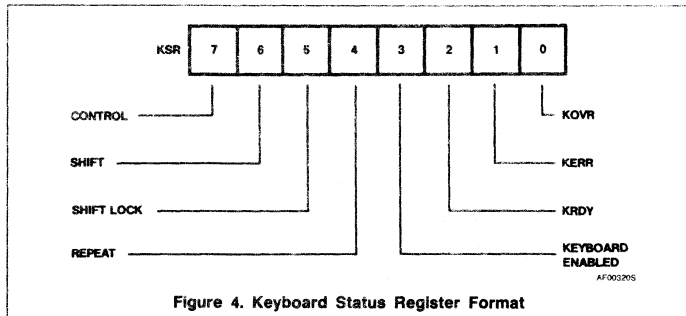 KSR 7 6 5 4 3 2 1 0
CONTROL
KOVR
SHIFT
KERR
SHIFT LOCK
KRDY
REPEAT
KEYBOARD
ENABLED
AF00320S
Figure 4. Keyboard Status Register Format